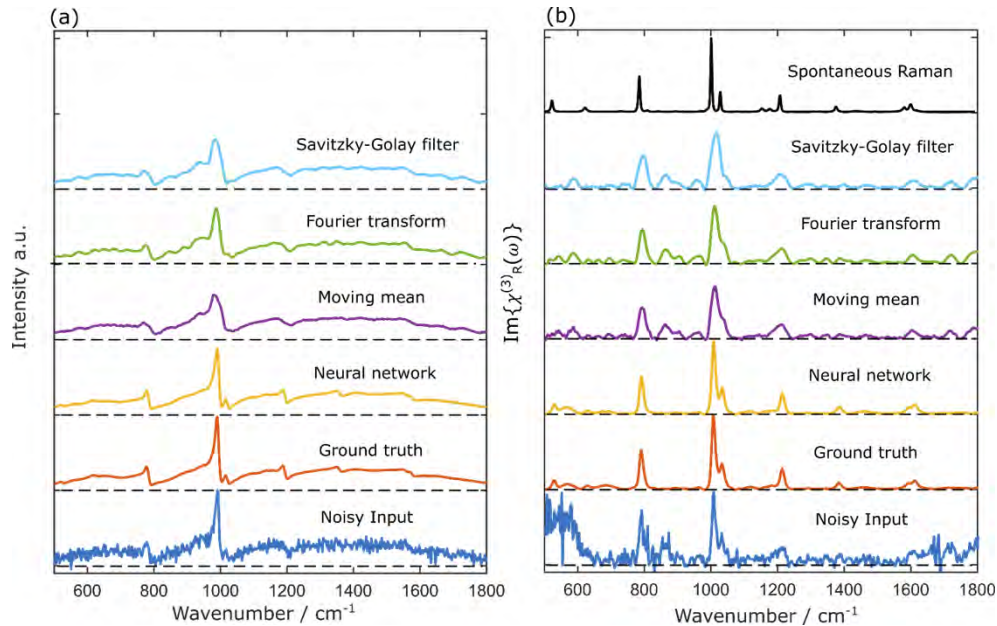 (a)
Savitzky-Golay filter
Fourier transform
Moving mean
Neural network
Ground truth
Noisy Input
Intensity a.u.
600 800 1000 1200 1400 1600 1800
Wavenumber / cm⁻¹
(b)
Spontaneous Raman
Savitzky-Golay filter
Fourier transform
Moving mean
Neural network
Ground truth
Noisy Input
Im{χ⁽³⁾R(ω)}
600 800 1000 1200 1400 1600 1800
Wavenumber / cm⁻¹